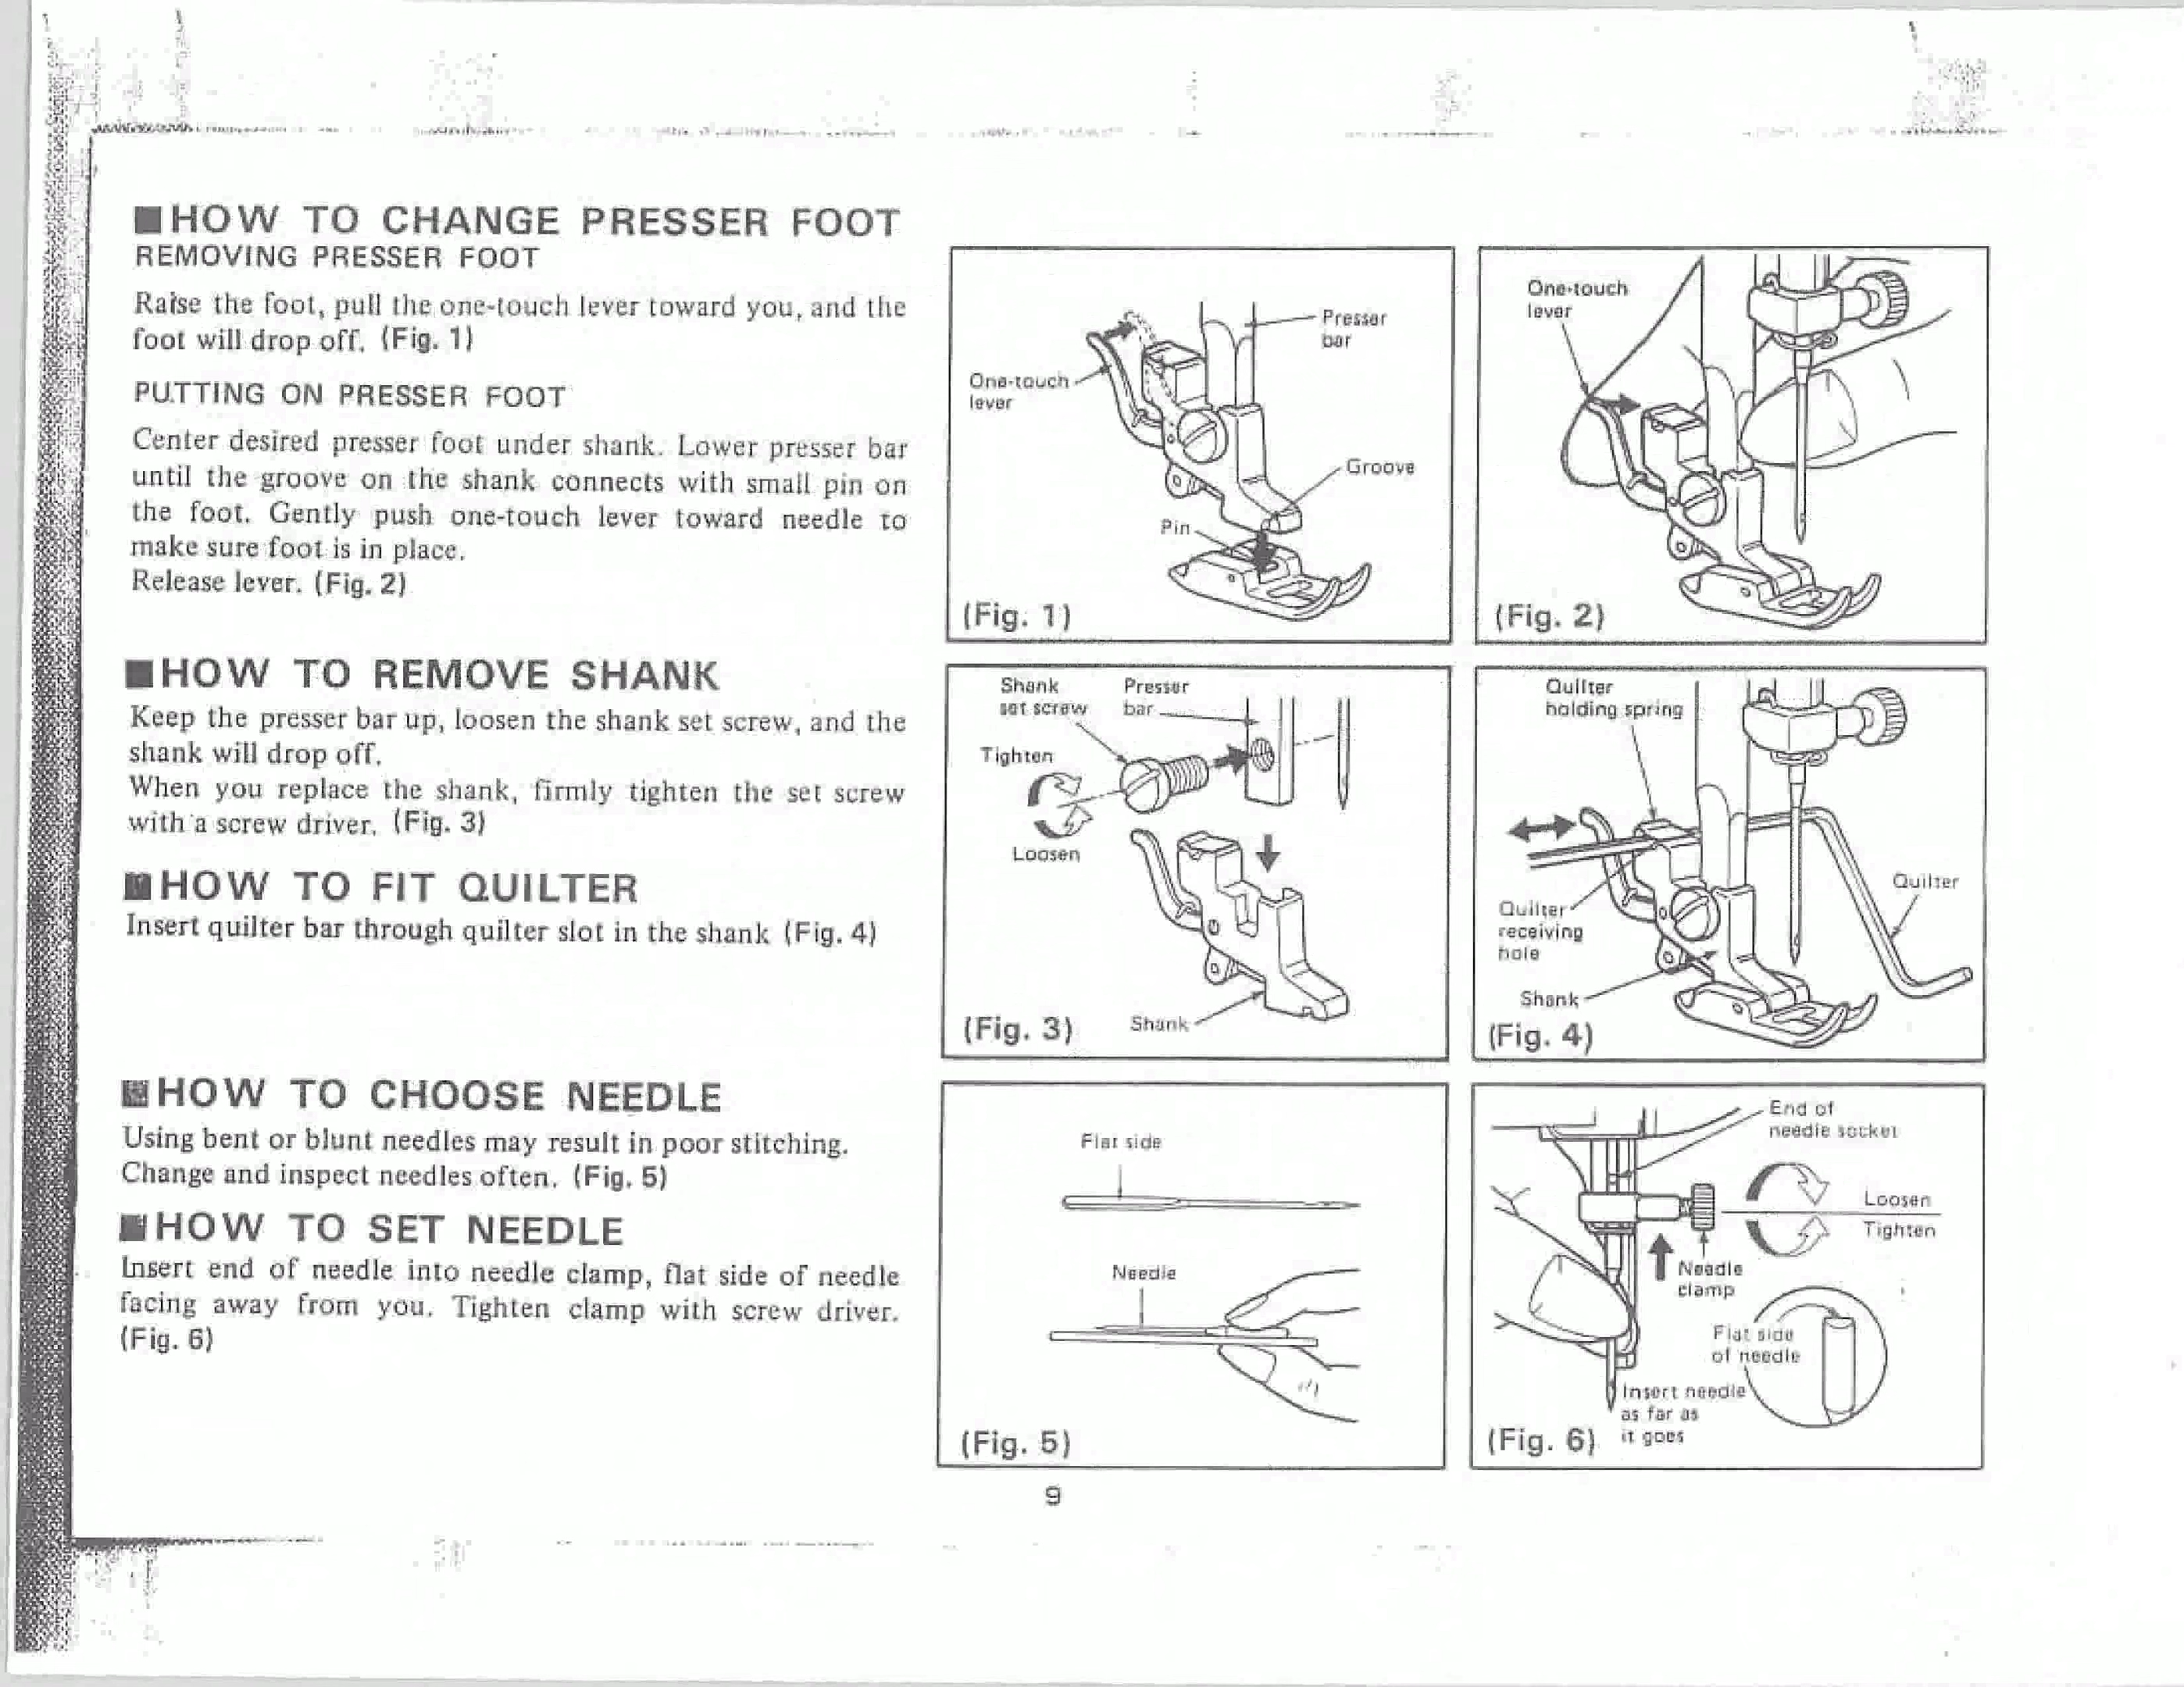 ■HOW TO CHANGE PRESSER FOOT
REMOVING PRESSER FOOT
Raise the foot, pull the one-touch lever toward you, and the
foot will drop off. (Fig. 1)
PUTTING ON PRESSER FOOT
Center desired presser foot under shank. Lower presser bar
until the groove on the shank connects with small pin on
the foot. Gently push one-touch lever toward needle to
make sure foot is in place.
Release lever. (Fig. 2)
■HOW TO REMOVE SHANK
Keep the presser bar up, loosen the shank set screw, and the
shank will drop off.
When you replace the shank, firmly tighten the set screw
with a screw driver. (Fig. 3)
■HOW TO FIT QUILTER
Insert quilter bar through quilter slot in the shank (Fig. 4)
■HOW TO CHOOSE NEEDLE
Using bent or blunt needles may result in poor stitching.
Change and inspect needles often. (Fig. 5)
■HOW TO SET NEEDLE
Insert end of needle into needle clamp, flat side of needle
facing away from you. Tighten clamp with screw driver.
(Fig. 6)
Presser
bar
One-touch
lever
Groove
Pin
(Fig. 1)
One-touch
lever
(Fig. 2)
Shank
set screw
Presser
bar
Tighten
Loosen
Shank
(Fig. 3)
Quilter
holding spring
Quilter
Quilter
receiving
hole
Shank
(Fig. 4)
Flat side
Needle
(Fig. 5)
End of
needle socket
Loosen
Tighten
Needle
clamp
Flat side
of needle
Insert needle
as far as
it goes
(Fig. 6)
9